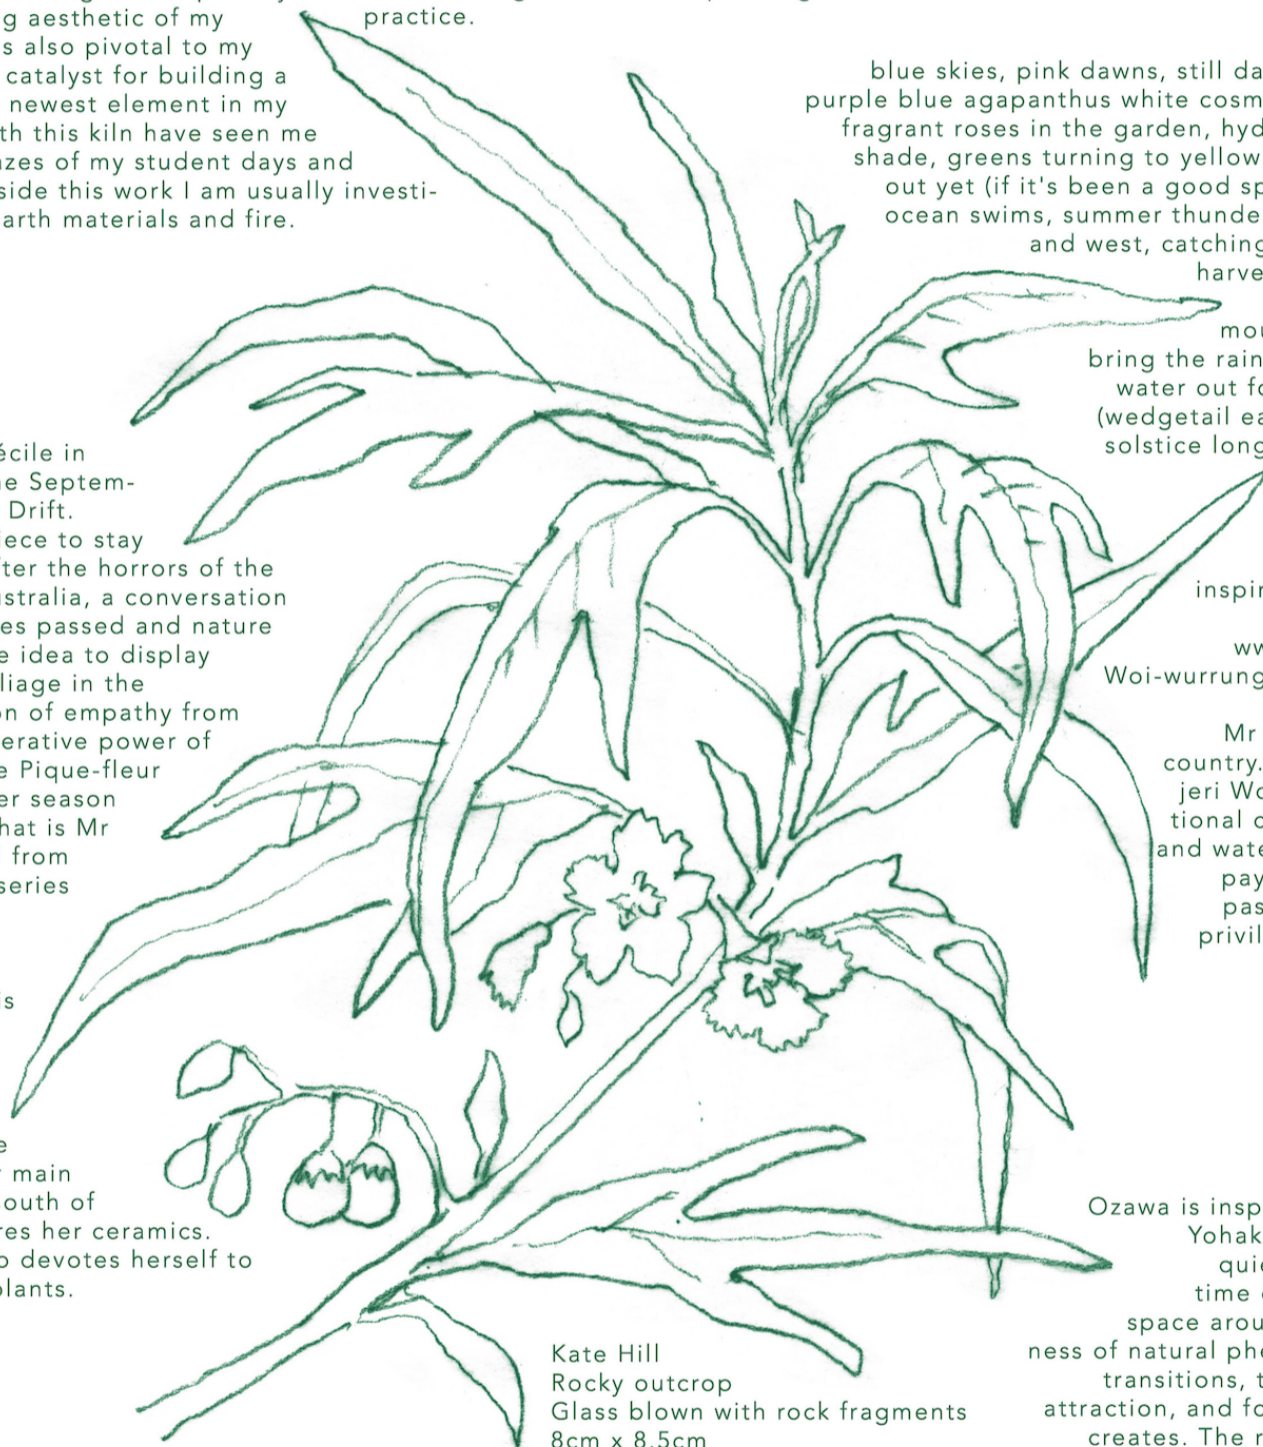 g aesthetic of my
s also pivotal to my
catalyst for building a
newest element in my
th this kiln have seen me
azes of my student days and
side this work I am usually investi-
arth materials and fire.
practice.
blue skies, pink dawns, still da
purple blue agapanthus white cosm
fragrant roses in the garden, hyd
shade, greens turning to yellow
out yet (if it's been a good sp
ocean swims, summer thunde
and west, catching
harve
mou
bring the rain
water out fo
(wedgetail ea
solstice long
écile in
e Septem-
Drift.
iece to stay
ter the horrors of the
ustralia, a conversation
es passed and nature
e idea to display
liage in the
on of empathy from
erative power of
e Pique-fleur
er season
hat is Mr
from
series
is
inspir
ww
Woi-wurrung
Mr
country.
jeri Wo
tional c
and wate
pay
pas
privil
e
main
outh of
res her ceramics.
o devotes herself to
plants.
Kate Hill
Rocky outcrop
Glass blown with rock fragments
8cm x 8.5cm
Ozawa is insp
Yohak
quie
time
space arou
ness of natural phe
transitions, t
attraction, and fo
creates. The r